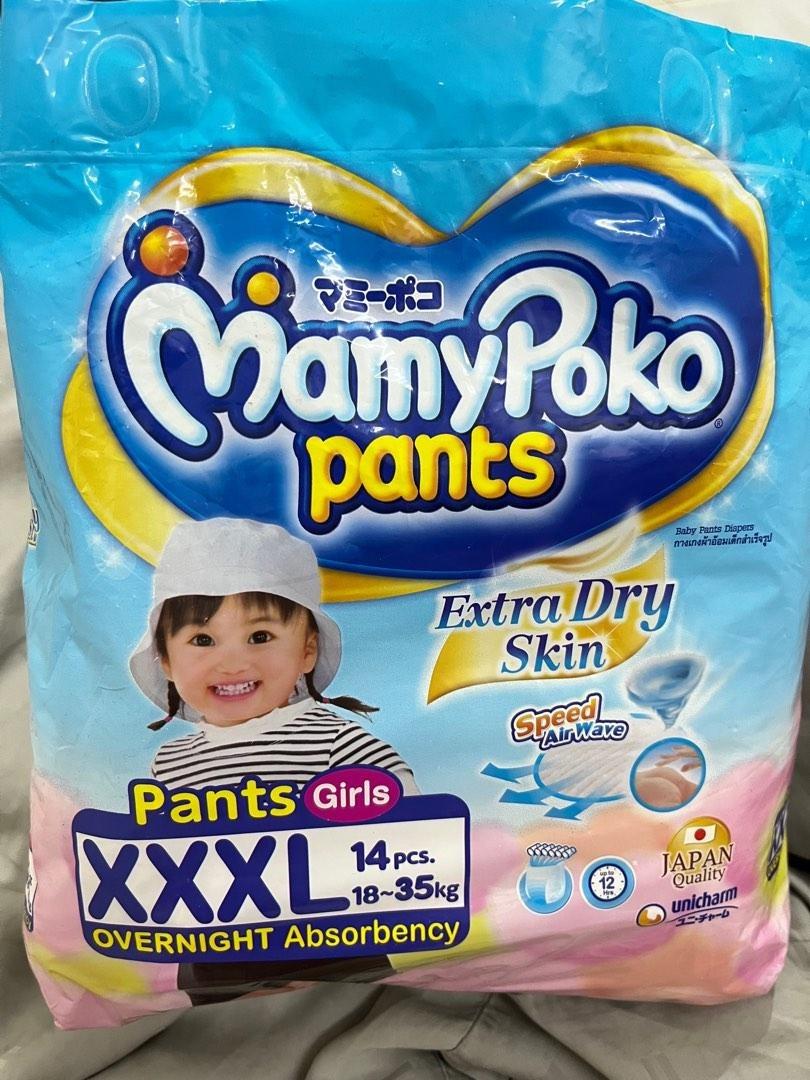 マミーポコ
MamyPoko
pants
Baby Pants Diapers
กางเกงผ้าอ้อมเด็กสำเร็จรูป
Extra Dry
Skin
Speed
Air Wave
Pants Girls
XXXL
14 pcs.
18~35kg
OVERNIGHT Absorbency
up to
12
Hrs.
JAPAN
Quality
unicharm
ユニ・チャーム